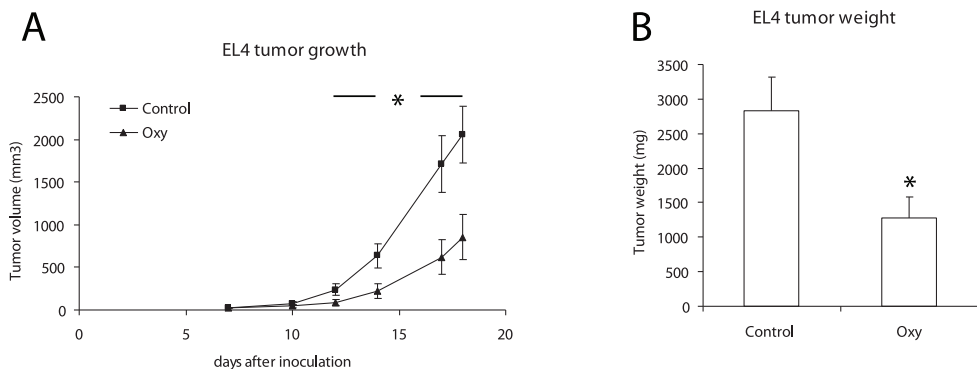 A
EL4 tumor growth
Tumor volume (mm3)
2500
2000
1500
1000
500
0
Control
Oxy
*
0 5 10 15 20
days after inoculation
B
EL4 tumor weight
Tumor weight (mg)
3500
3000
2500
2000
1500
1000
500
0
*
Control Oxy